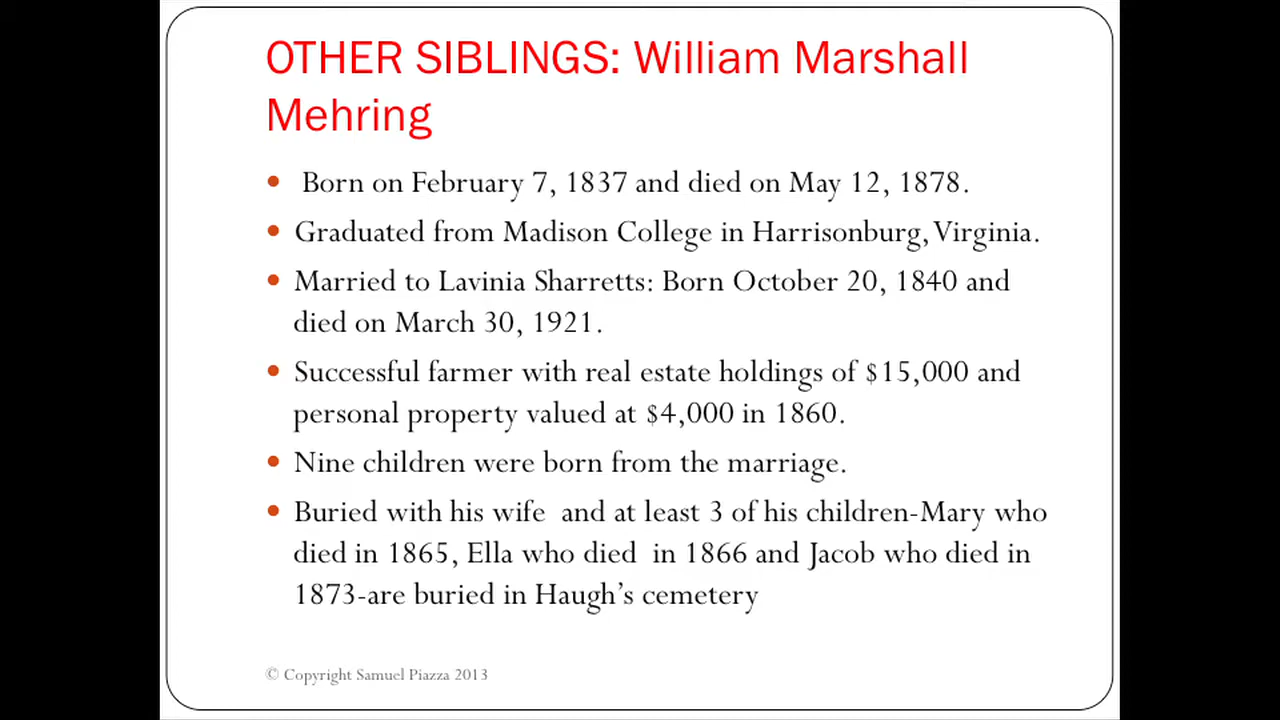 OTHER SIBLINGS: William Marshall
Mehring
• Born on February 7, 1837 and died on May 12, 1878.
• Graduated from Madison College in Harrisonburg, Virginia.
• Married to Lavinia Sharretts: Born October 20, 1840 and
died on March 30, 1921.
• Successful farmer with real estate holdings of $15,000 and
personal property valued at $4,000 in 1860.
• Nine children were born from the marriage.
• Buried with his wife  and at least 3 of his children-Mary who
died in 1865, Ella who died  in 1866 and Jacob who died in
1873-are buried in Haugh’s cemetery
© Copyright Samuel Piazza 2013